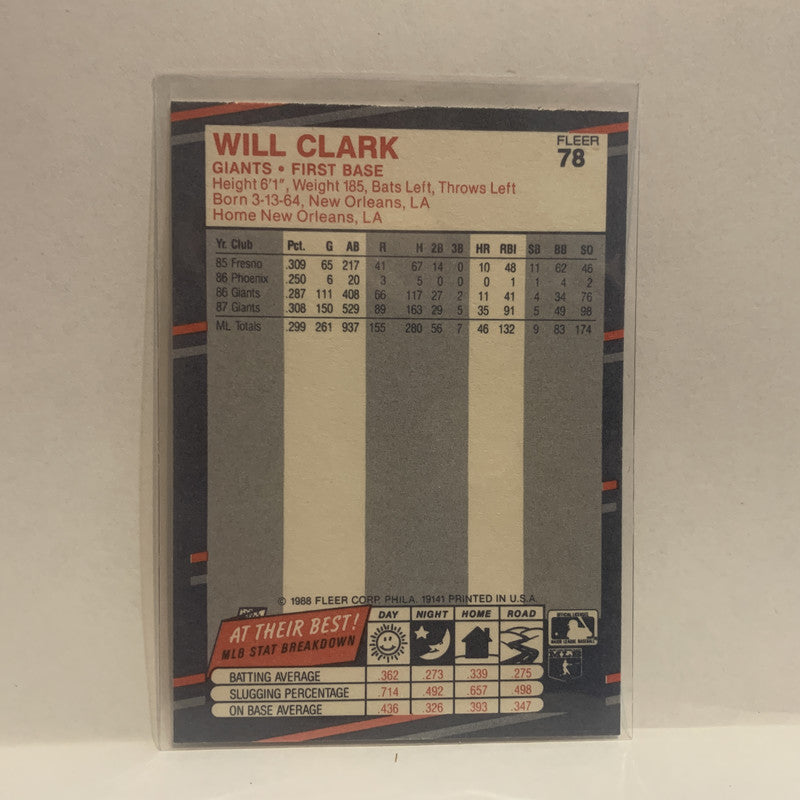 WILL CLARK
FLEER
78
GIANTS • FIRST BASE
Height 6'1", Weight 185, Bats Left, Throws Left
Born 3-13-64, New Orleans, LA
Home New Orleans, LA
Yr. Club Pct. G AB R H 2B 3B HR RBI SB BB SO
85 Fresno .309 65 217 41 67 14 0 10 48 11 62 46
86 Phoenix .250 6 20 3 5 0 0 0 1 1 4 2
86 Giants .287 111 408 66 117 27 2 11 41 4 34 76
87 Giants .308 150 529 89 163 29 5 35 91 5 49 98
ML Totals .299 261 937 155 280 56 7 46 132 9 83 174
© 1988 FLEER CORP. PHILA. 19141 PRINTED IN U.S.A.
AT THEIR BEST!
MLB STAT BREAKDOWN
DAY NIGHT HOME ROAD
BATTING AVERAGE .362 .273 .339 .275
SLUGGING PERCENTAGE .714 .492 .657 .498
ON BASE AVERAGE .436 .326 .393 .347